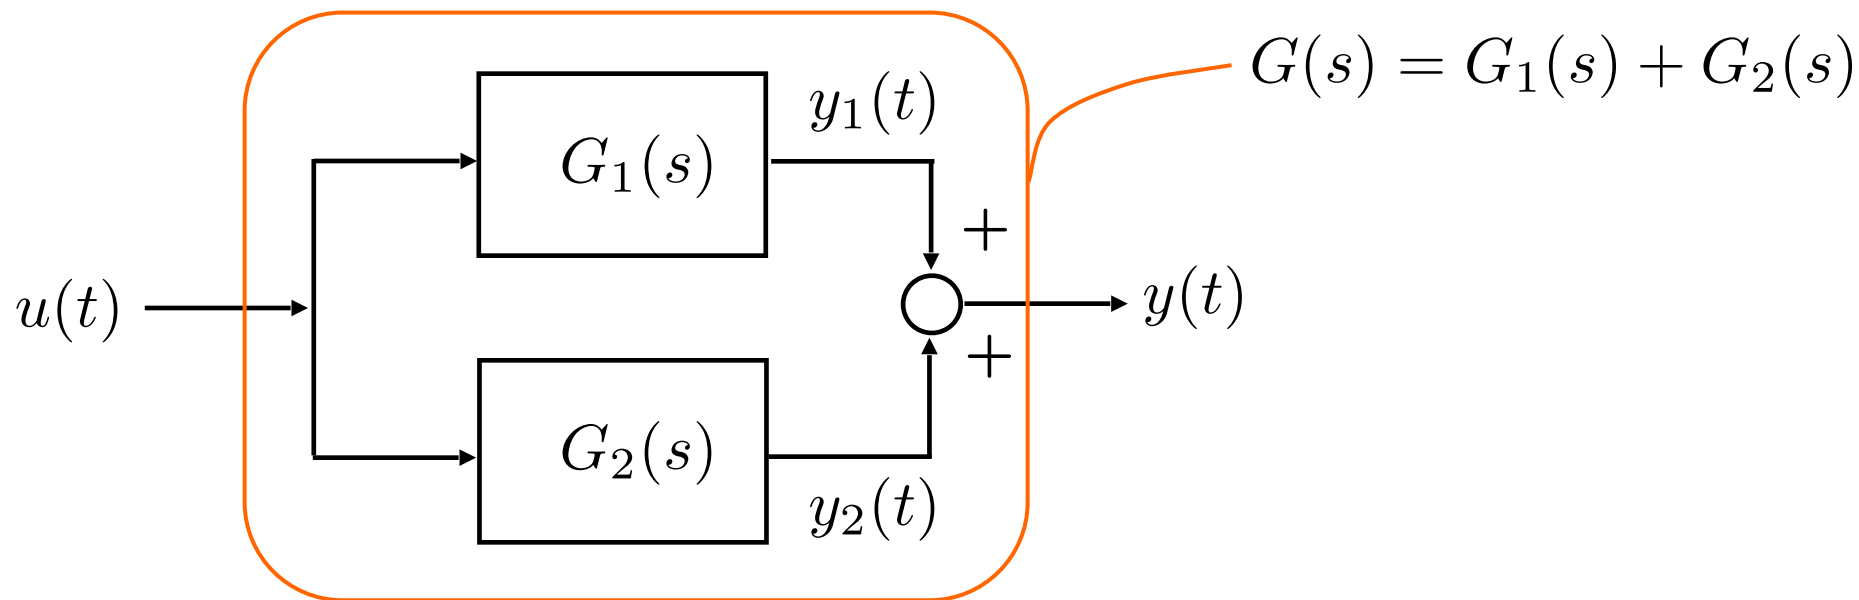 G(s) = G₁(s) + G₂(s)
y₁(t)
G₁(s)
+
u(t)
y(t)
+
G₂(s)
y₂(t)